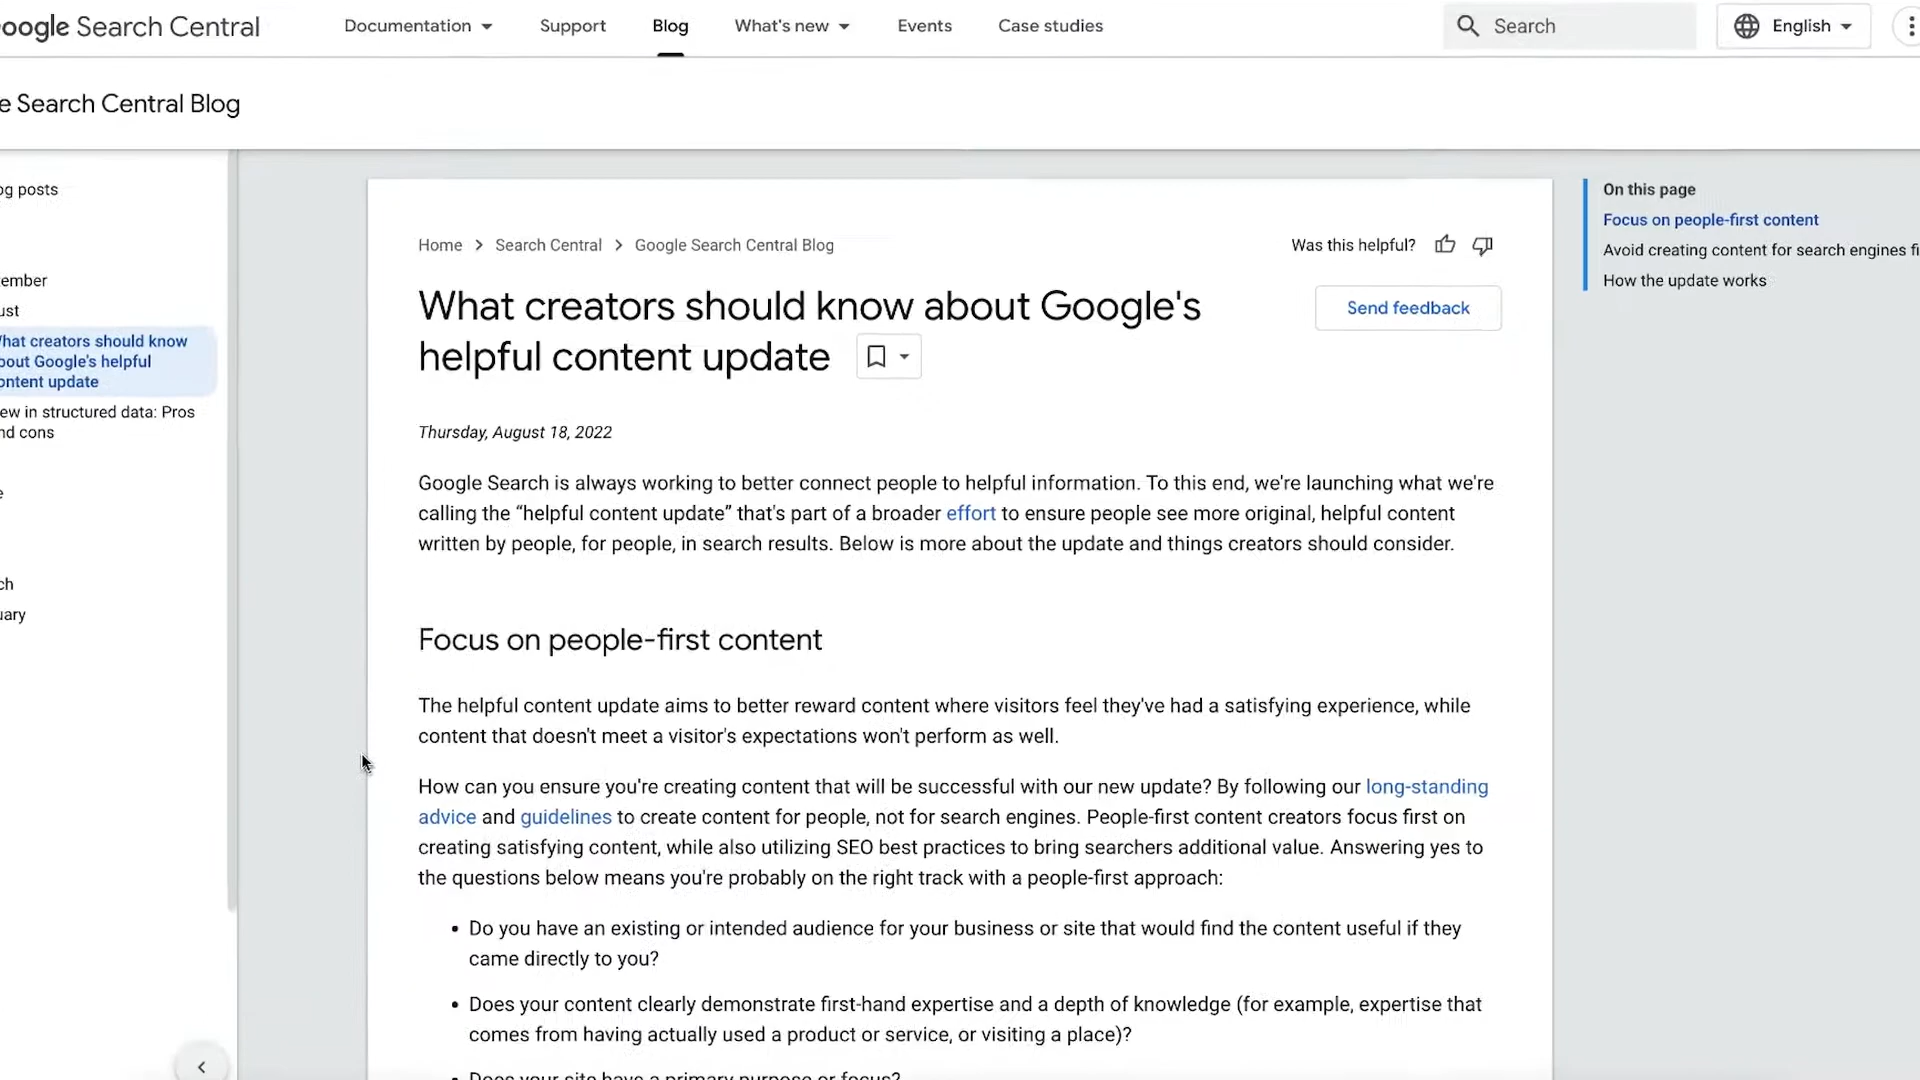 oogle Search Central
Documentation
Support
Blog
What's new
Events
Case studies
Search
English
e Search Central Blog
og posts
ember
ust
hat creators should know
bout Google's helpful
ontent update
ew in structured data: Pros
nd cons
e
ch
uary
Home > Search Central > Google Search Central Blog
Was this helpful?
What creators should know about Google's
helpful content update
Send feedback
Thursday, August 18, 2022
Google Search is always working to better connect people to helpful information. To this end, we're launching what we're
calling the “helpful content update” that's part of a broader effort to ensure people see more original, helpful content
written by people, for people, in search results. Below is more about the update and things creators should consider.
Focus on people-first content
The helpful content update aims to better reward content where visitors feel they've had a satisfying experience, while
content that doesn't meet a visitor's expectations won't perform as well.
How can you ensure you're creating content that will be successful with our new update? By following our long-standing
advice and guidelines to create content for people, not for search engines. People-first content creators focus first on
creating satisfying content, while also utilizing SEO best practices to bring searchers additional value. Answering yes to
the questions below means you're probably on the right track with a people-first approach:
• Do you have an existing or intended audience for your business or site that would find the content useful if they
came directly to you?
• Does your content clearly demonstrate first-hand expertise and a depth of knowledge (for example, expertise that
comes from having actually used a product or service, or visiting a place)?
• Does your site have a primary purpose or focus?
On this page
Focus on people-first content
Avoid creating content for search engines fi
How the update works